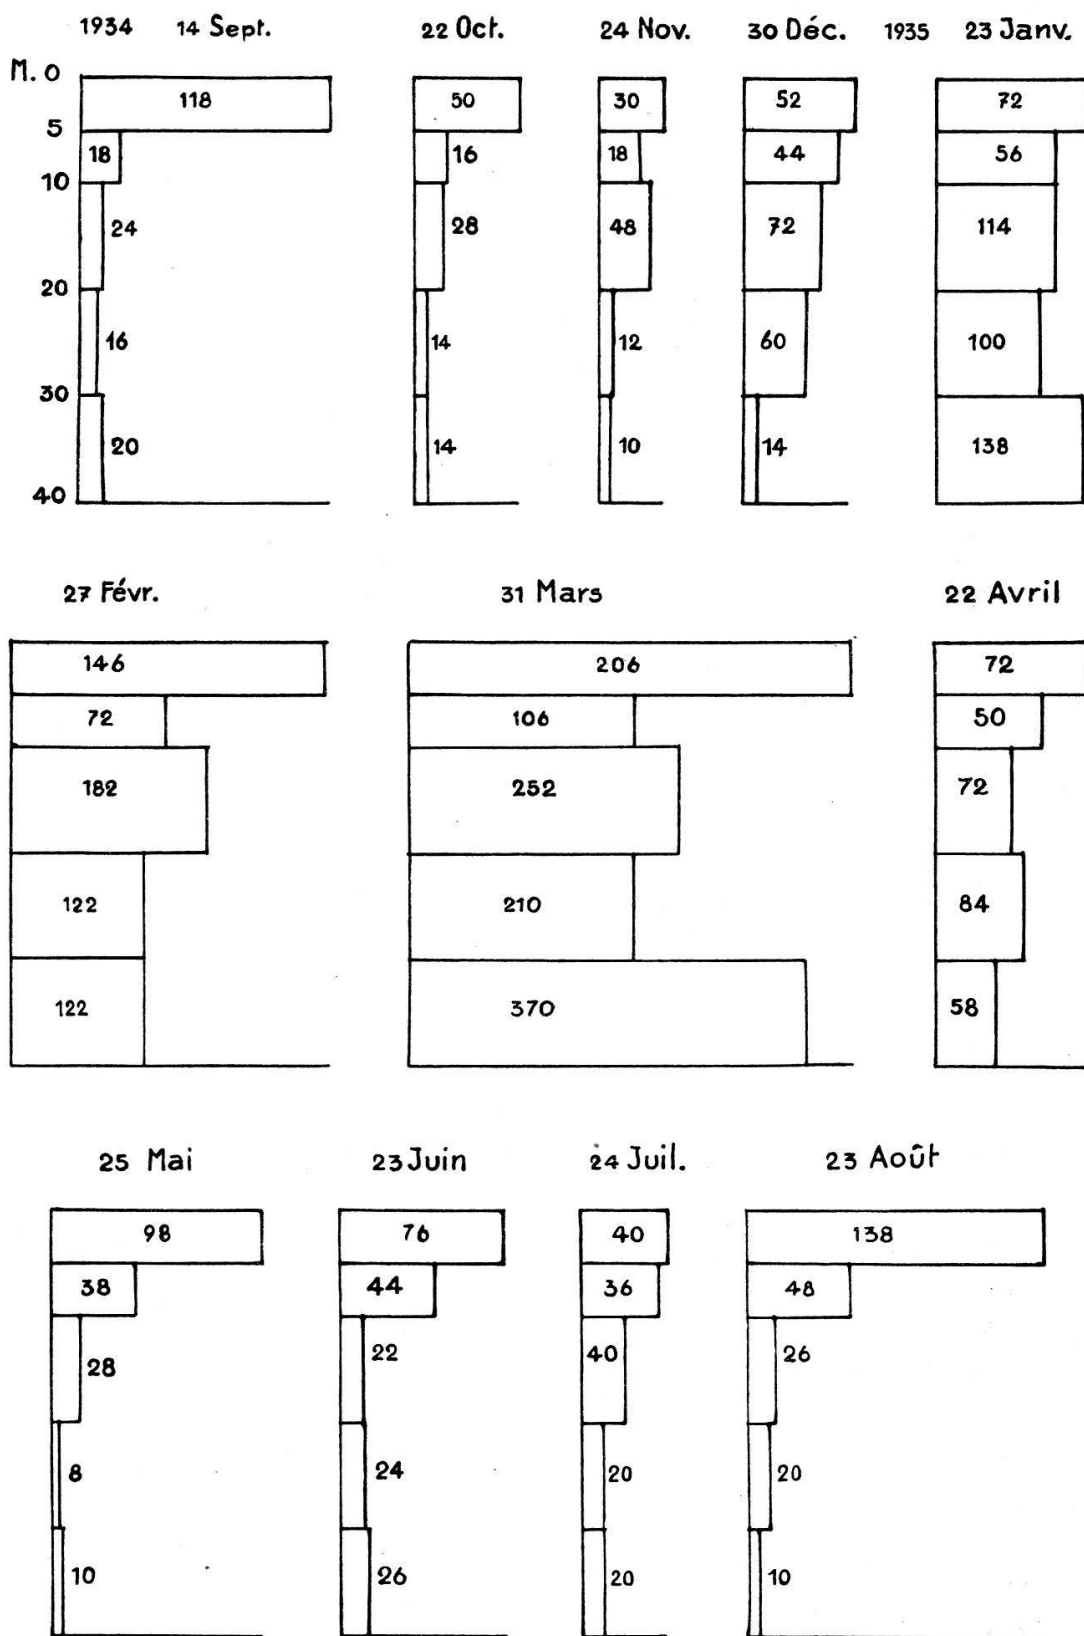 1934 14 Sept. 22 Oct. 24 Nov. 30 Déc. 1935 23 Janv.
M. 0
118 50 30 52 72
5
18 16 18 44 56
10
24 28 48 72 114
20
16 14 12 60 100
30
20 14 10 14 138
40
27 Févr. 31 Mars 22 Avril
146 206 72
72 106 50
182 252 72
122 210 84
122 370 58
25 Mai 23 Juin 24 Juil. 23 Août
98 76 40 138
38 44 36 48
28 22 40 26
8 24 20 20
10 26 20 10